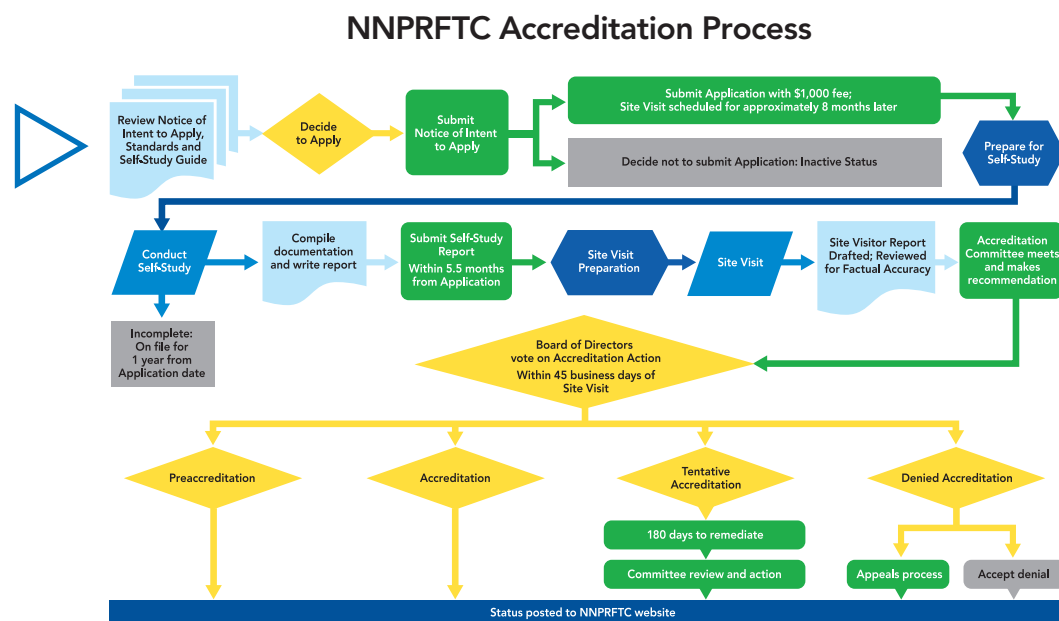 NNPRFTC Accreditation Process
Review Notice of
Intent to Apply,
Standards and
Self-Study Guide
Decide
to Apply
Submit
Notice of Intent
to Apply
Submit Application with $1,000 fee;
Site Visit scheduled for approximately 8 months later
Decide not to submit Application: Inactive Status
Prepare for
Self-Study
Conduct
Self-Study
Compile
documentation
and write report
Submit Self-Study
Report
Within 5.5 months
from Application
Site Visit
Preparation
Site Visit
Site Visitor Report
Drafted; Reviewed
for Factual Accuracy
Accreditation
Committee meets
and makes
recommendation
Incomplete:
On file for
1 year from
Application date
Board of Directors
vote on Accreditation Action
Within 45 business days of
Site Visit
Preaccreditation
Accreditation
Tentative
Accreditation
Denied Accreditation
180 days to remediate
Committee review and action
Appeals process
Accept denial
Status posted to NNPRFTC website